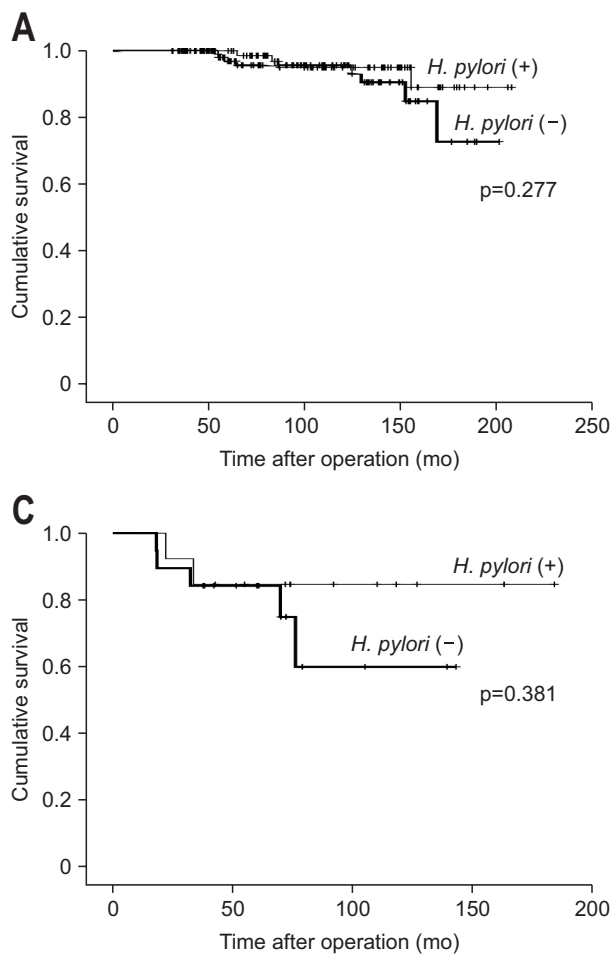 A
1.0
0.8
0.6
0.4
0.2
0
Cumulative survival
H. pylori (+)
H. pylori (−)
p=0.277
0 50 100 150 200 250
Time after operation (mo)
C
1.0
0.8
0.6
0.4
0.2
0
Cumulative survival
H. pylori (+)
H. pylori (−)
p=0.381
0 50 100 150 200
Time after operation (mo)